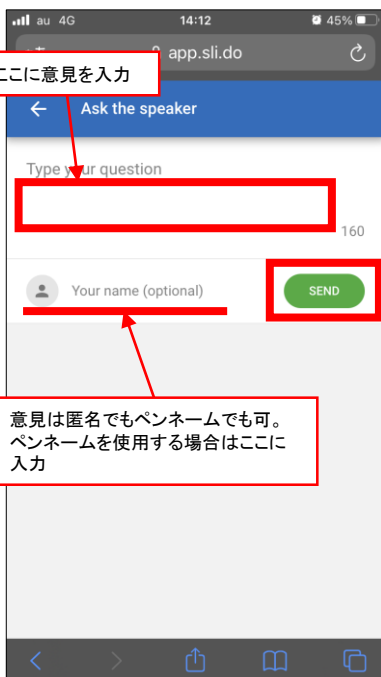 au 4G 14:12 45%
app.sli.do
ここに意見を入力
Ask the speaker
Type your question
160
Your name (optional) SEND
意見は匿名でもペンネームでも可。
ペンネームを使用する場合はここに
入力